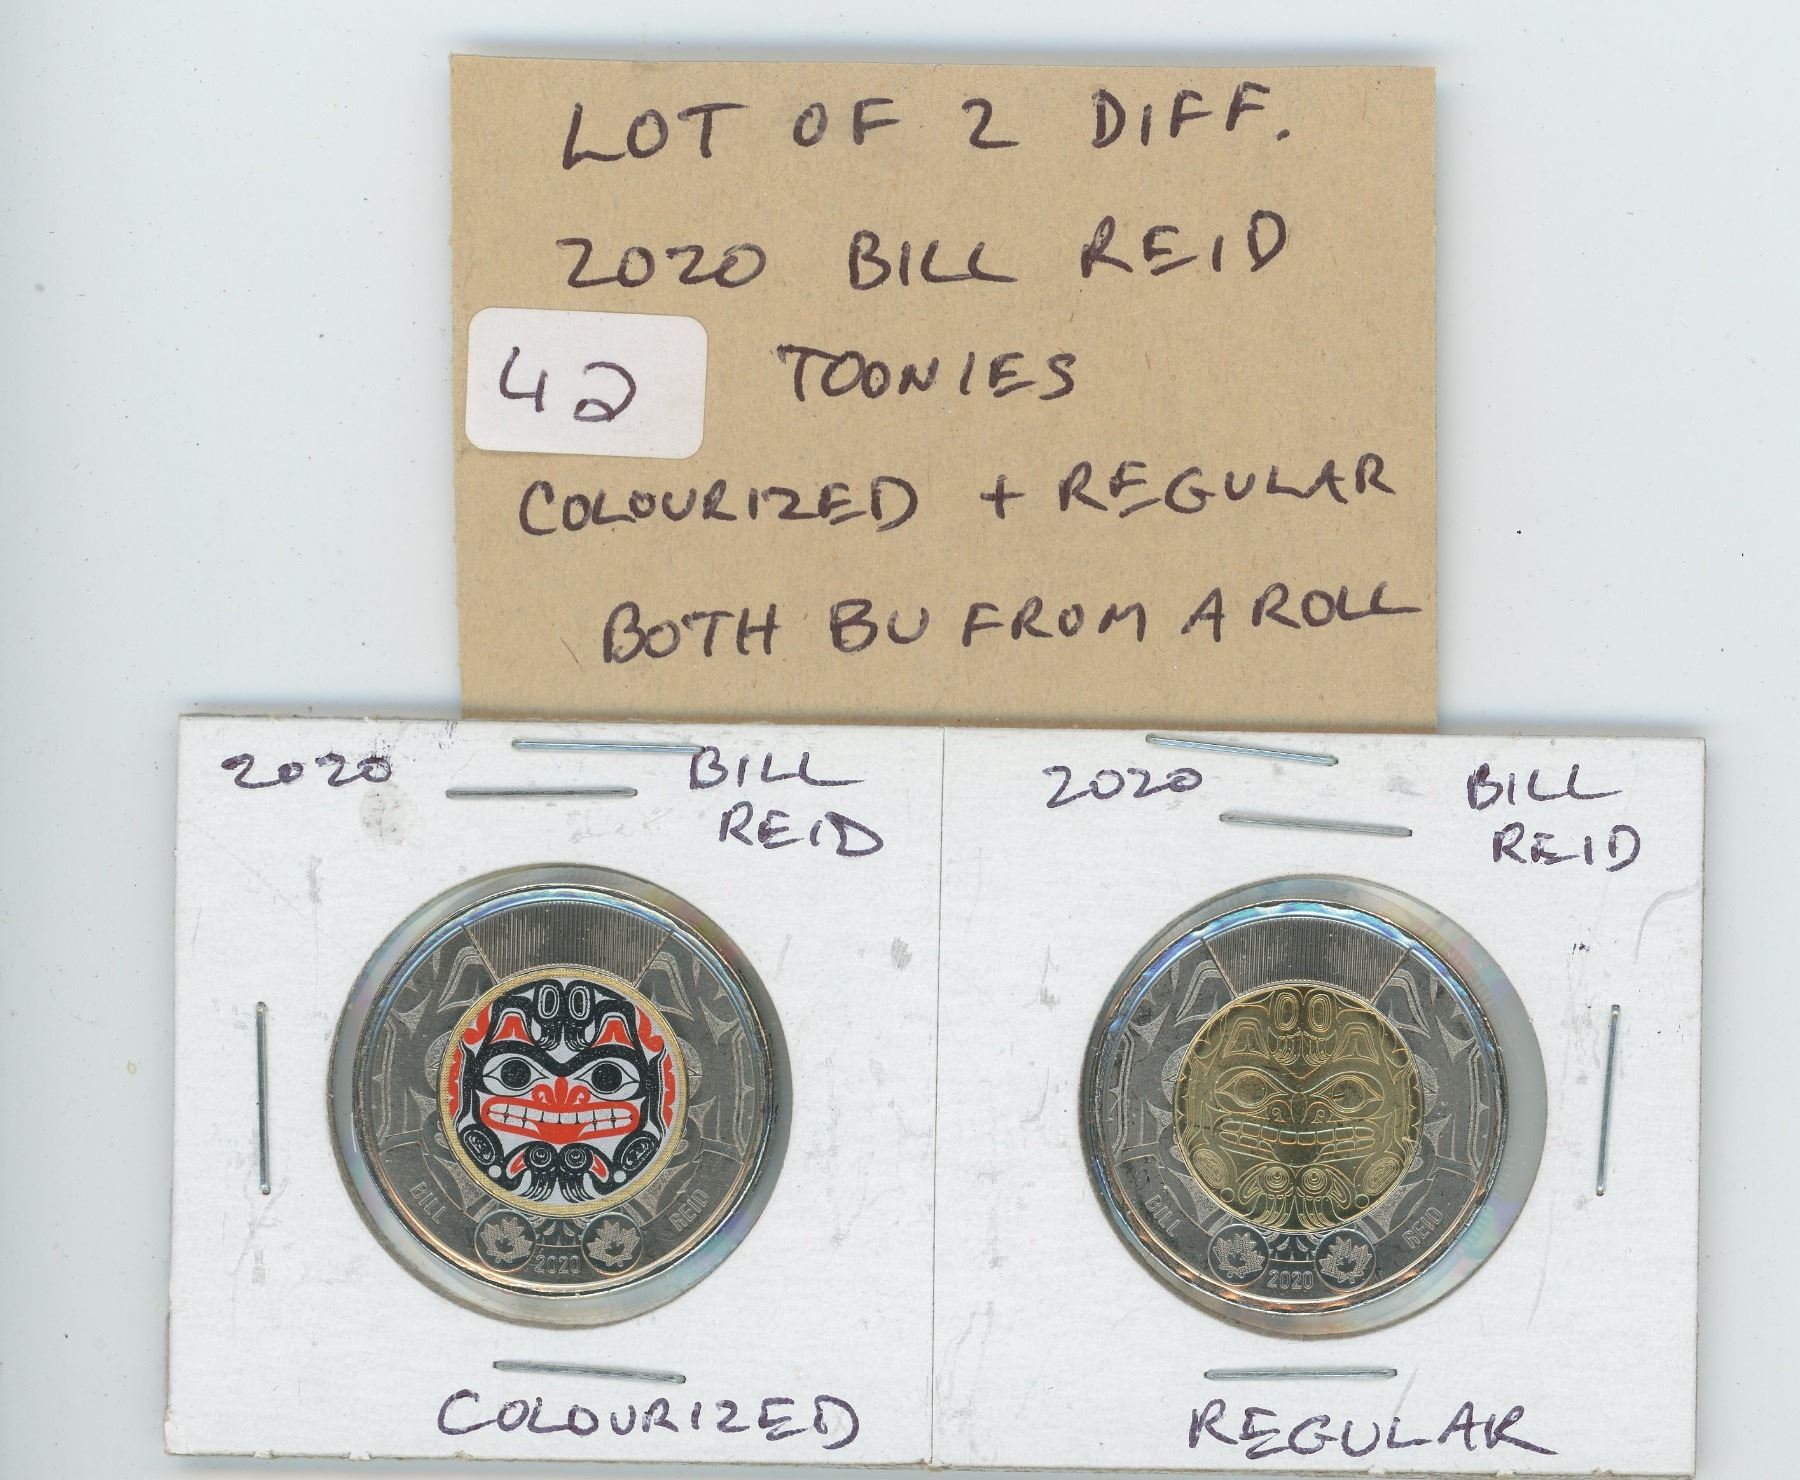 LOT OF 2 DIFF.
2020 BILL REID
42
TOONIES
COLOURIZED + REGULAR
BOTH BU FROM A ROLL
2020 BILL
REID
BILL REID
2020
COLOURIZED
2020 BILL
REID
BILL REID
2020
REGULAR